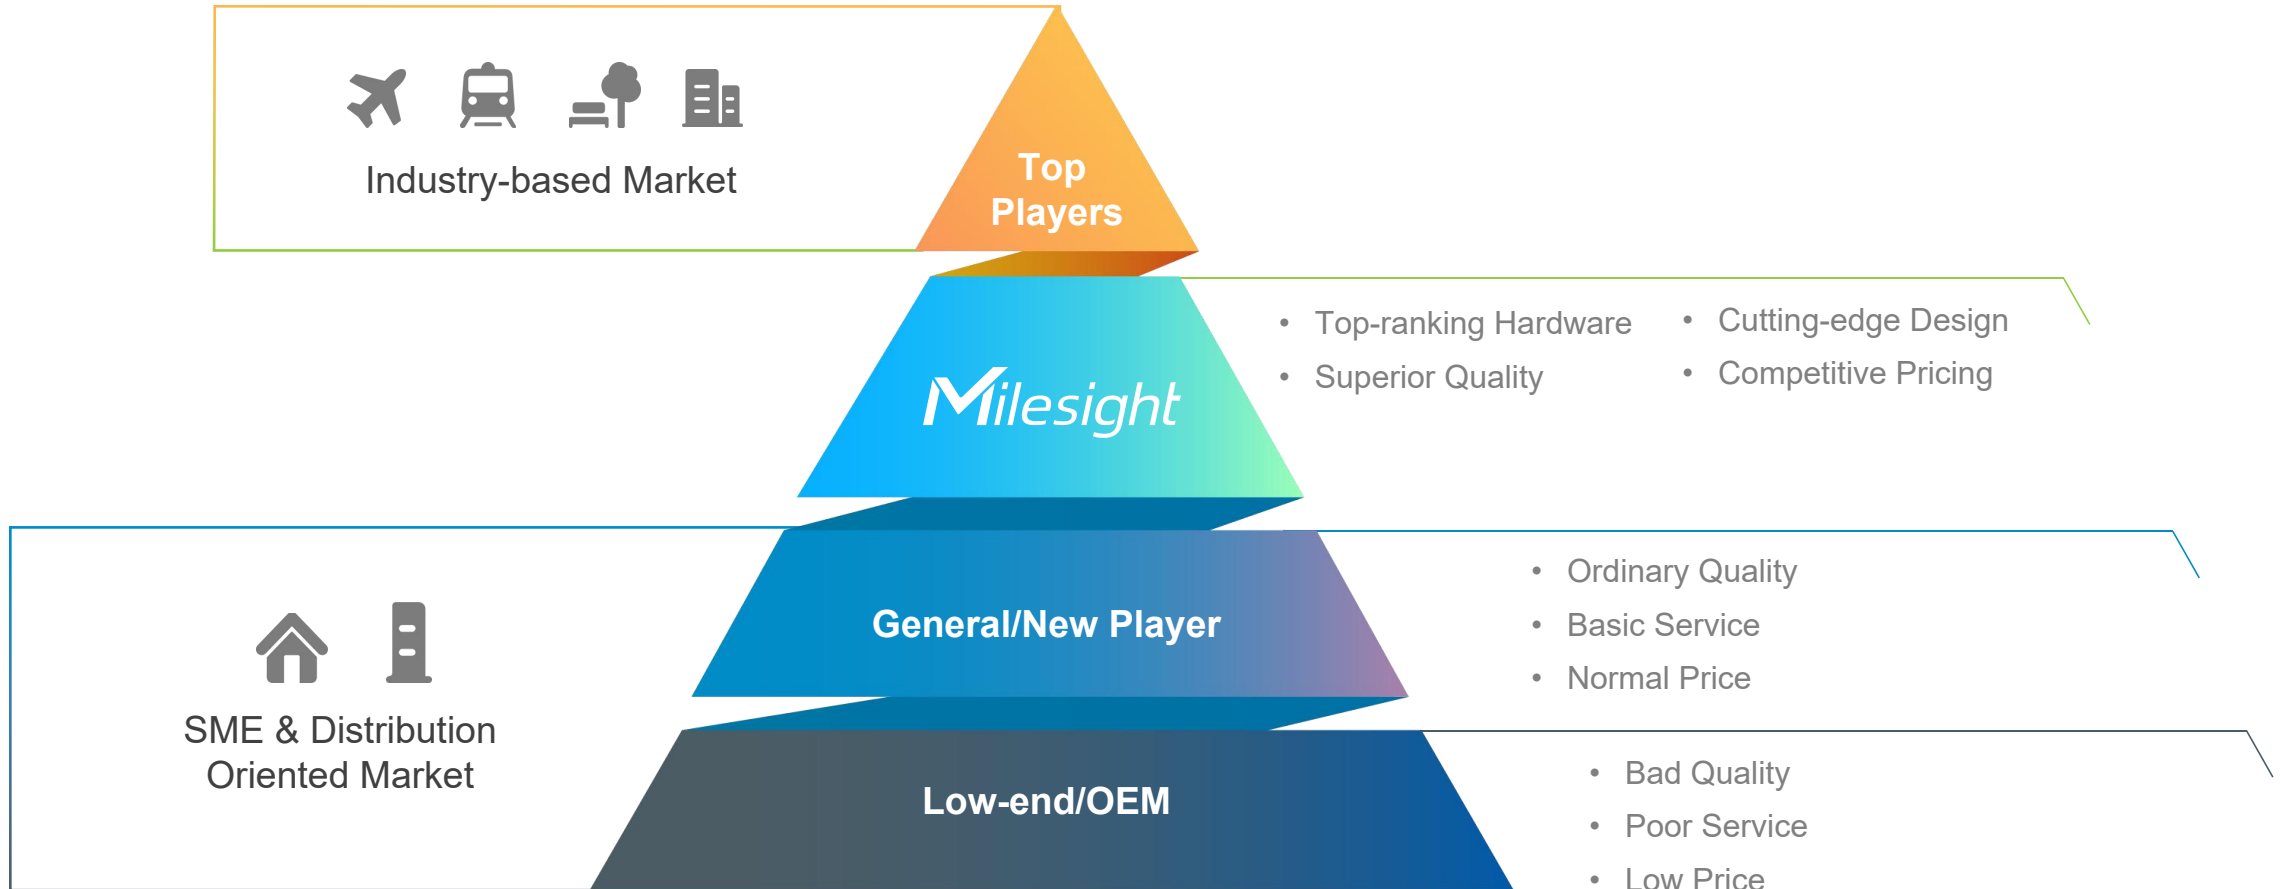 Industry-based Market
Top
Players
Milesight
• Top-ranking Hardware
• Superior Quality
• Cutting-edge Design
• Competitive Pricing
General/New Player
• Ordinary Quality
• Basic Service
• Normal Price
SME & Distribution
Oriented Market
Low-end/OEM
• Bad Quality
• Poor Service
• Low Price